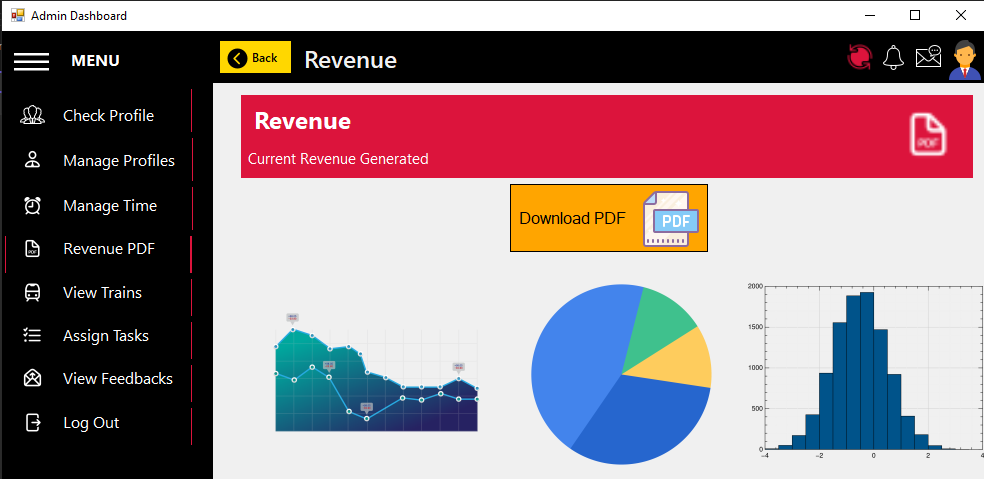 Admin Dashboard
MENU
Back
Revenue
Check Profile
Manage Profiles
Manage Time
Revenue PDF
View Trains
Assign Tasks
View Feedbacks
Log Out
Revenue
PDF
Current Revenue Generated
Download PDF
PDF
2000
1500
1000
500
0
−4 −2 0 2 4